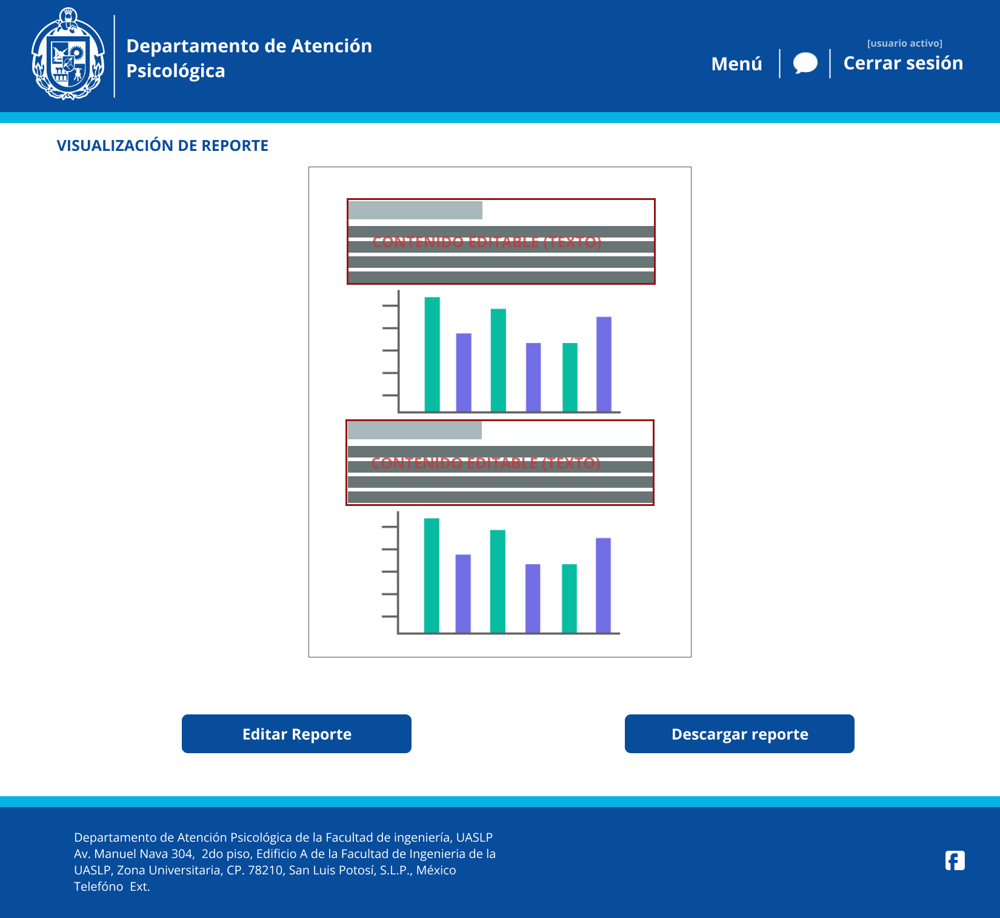 Departamento de Atención
Psicológica
Menú
[usuario activo]
Cerrar sesión
VISUALIZACIÓN DE REPORTE
CONTENIDO EDITABLE (TEXTO)
CONTENIDO EDITABLE (TEXTO)
Editar Reporte
Descargar reporte
Departamento de Atención Psicológica de la Facultad de ingeniería, UASLP
Av. Manuel Nava 304,  2do piso, Edificio A de la Facultad de Ingenieria de la
UASLP, Zona Universitaria, CP. 78210, San Luis Potosí, S.L.P., México
Telefóno  Ext.